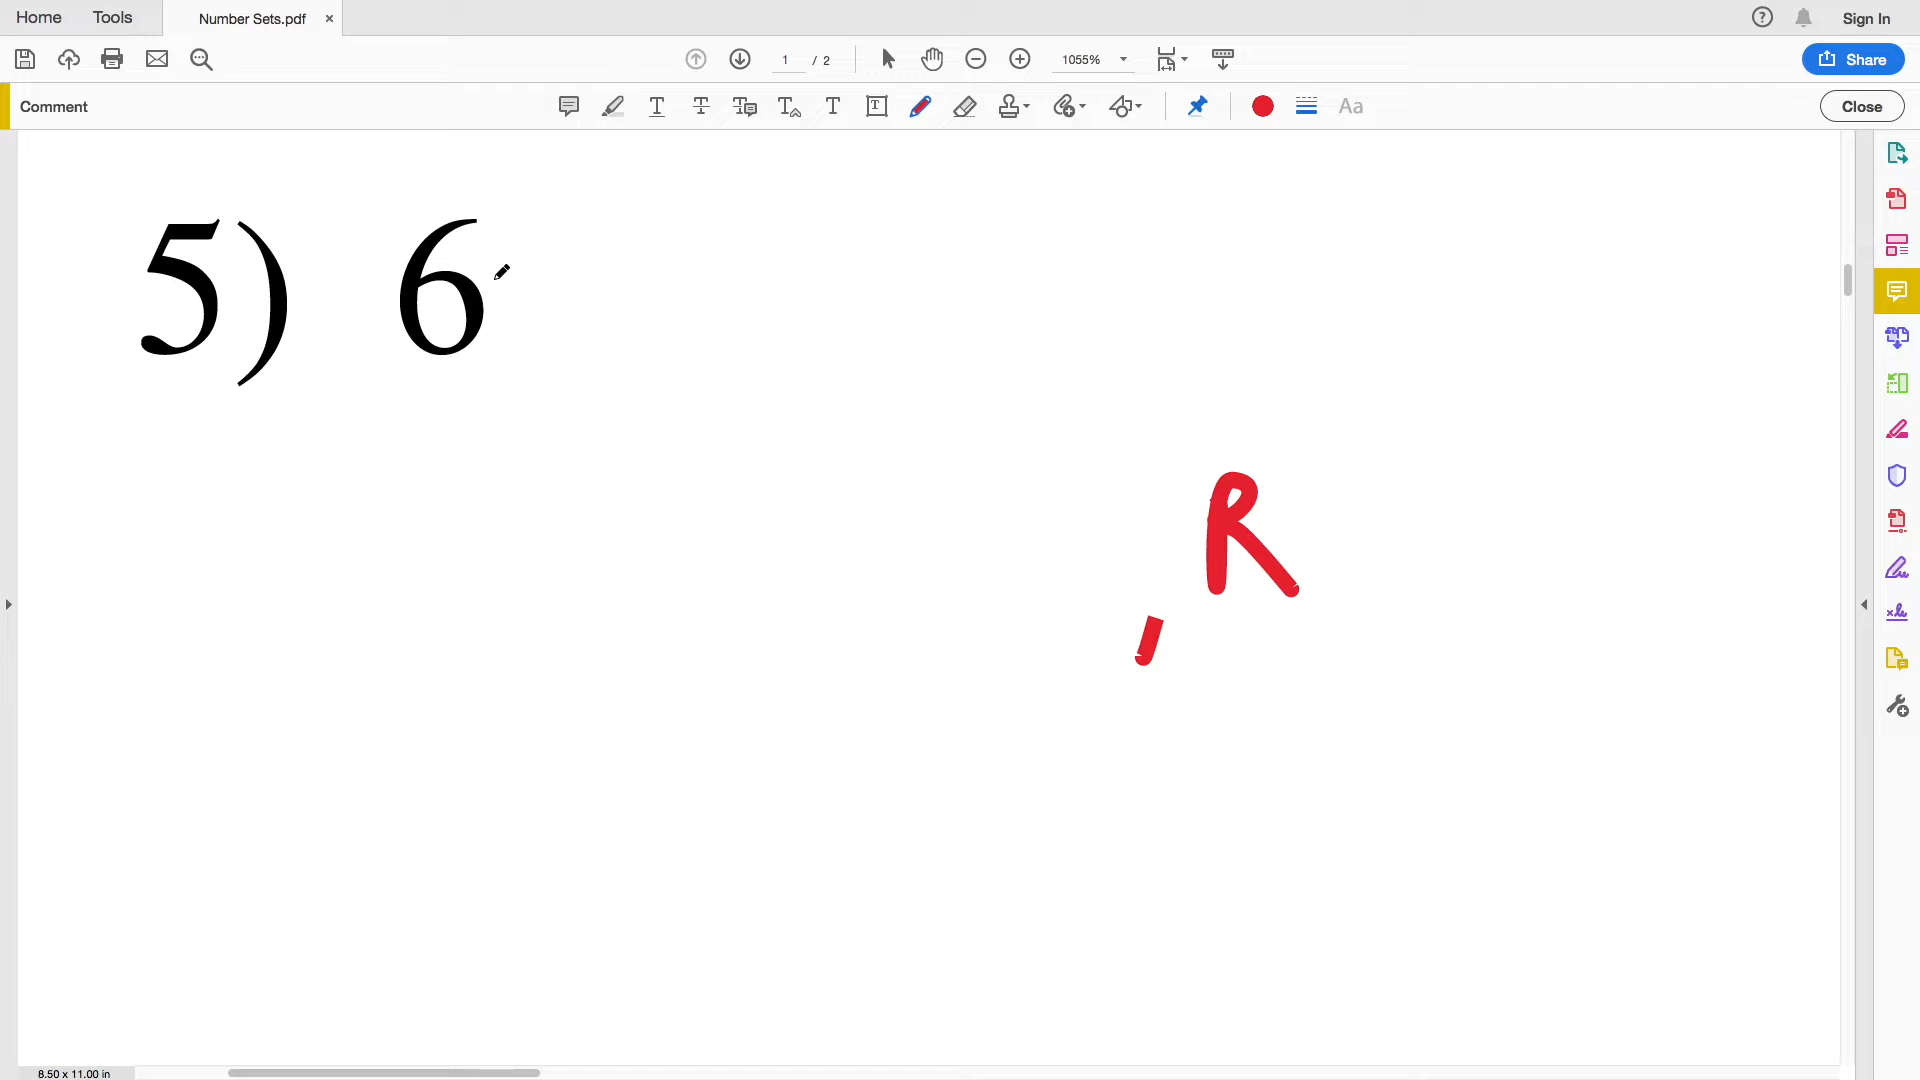 Home Tools Number Sets.pdf × Sign In
1 / 2 1055% Share
Comment Aa Close
5) 6
R
8.50 x 11.00 in